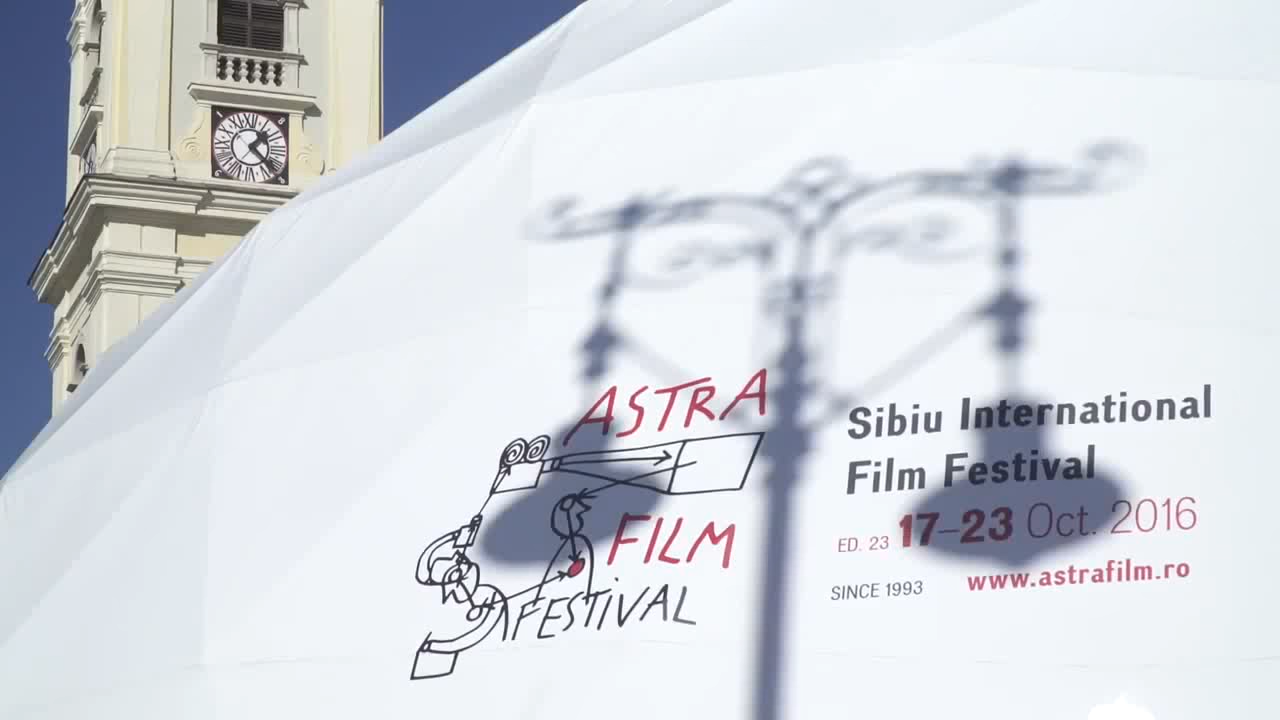 ASTRA
FILM
FESTIVAL
Sibiu International
Film Festival
ED. 23 17–23 Oct. 2016
SINCE 1993 www.astrafilm.ro